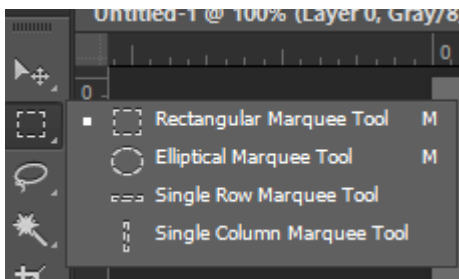 Untitled-1 @ 100% (Layer 0, Gray/8
0
0
Rectangular Marquee Tool M
Elliptical Marquee Tool M
Single Row Marquee Tool
Single Column Marquee Tool